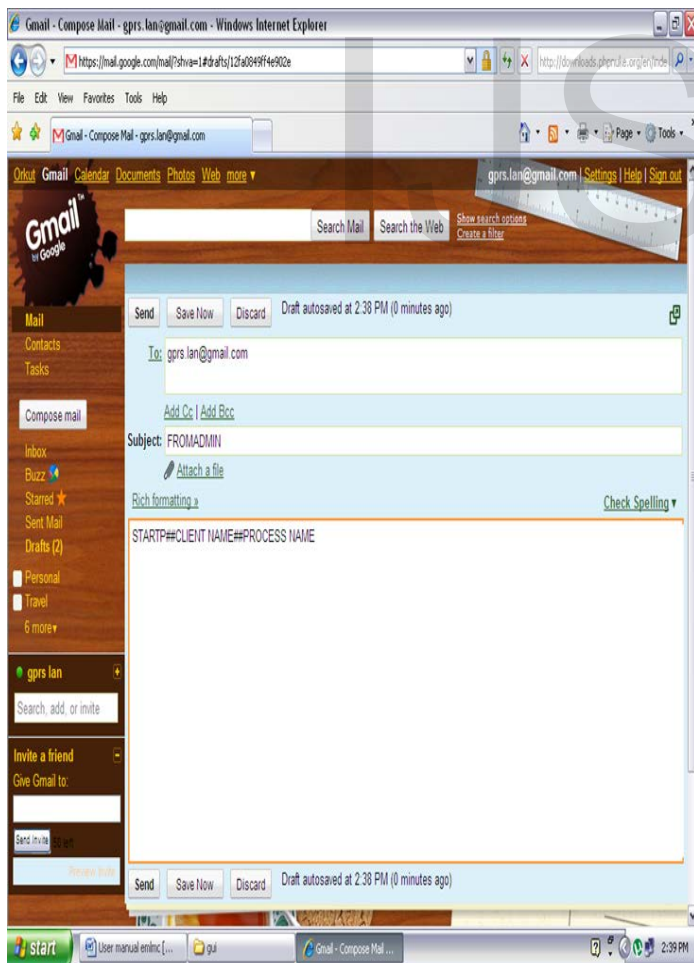 Gmail - Compose Mail - gprs.lan@gmail.com - Windows Internet Explorer
https://mail.google.com/mail/?shva=1#drafts/12fa0849ff4e902e
File Edit View Favorites Tools Help
Gmail - Compose Mail - gprs.lan@gmail.com
Page Tools
Orkut Gmail Calendar Documents Photos Web more ▼ gprs.lan@gmail.com | Settings | Help | Sign out
Gmail™
by Google
Search Mail Search the Web Show search options
Create a filter
Send Save Now Discard Draft autosaved at 2:38 PM (0 minutes ago)
Mail
Contacts
Tasks
To: gprs.lan@gmail.com
Compose mail
Add Cc | Add Bcc
Subject: FROMADMIN
Attach a file
Rich formatting » Check Spelling ▼
Inbox
Buzz
Starred
Sent Mail
Drafts (2)
Personal
Travel
6 more▼
STARTP##CLIENT NAME##PROCESS NAME
gprs lan
Search, add, or invite
Invite a friend
Give Gmail to:
Send Invite 50 left
Preview Invite
Send Save Now Discard Draft autosaved at 2:38 PM (0 minutes ago)
start User manual emlnc [... gui Gmail - Compose Mail ... 2:39 PM